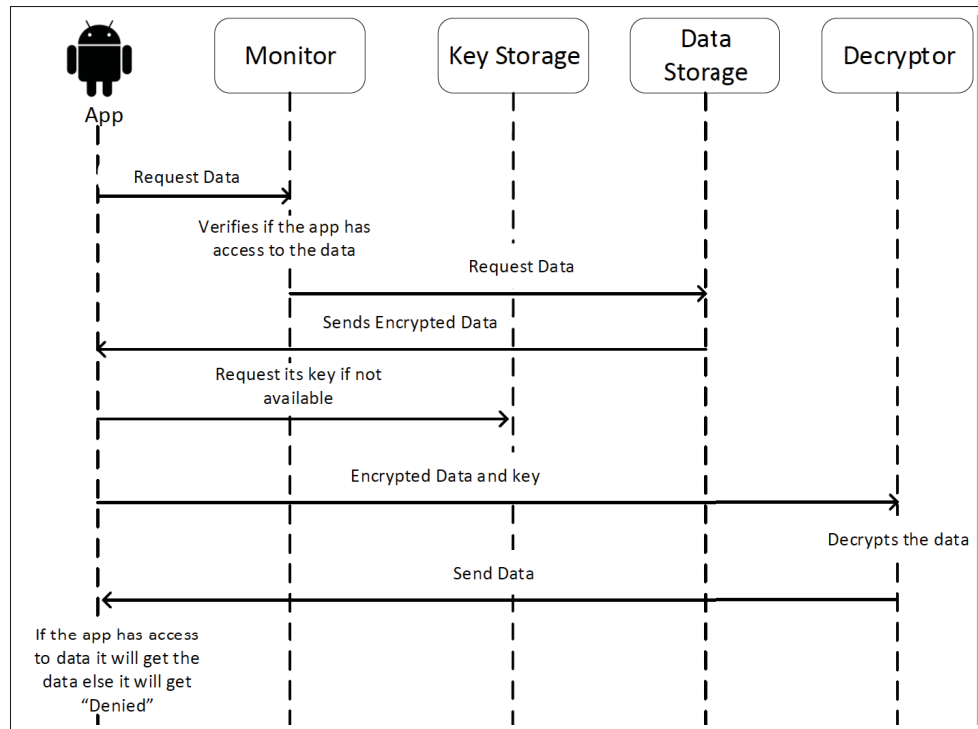 Monitor
Key Storage
Data
Storage
Decryptor
App
Request Data
Verifies if the app has
access to the data
Request Data
Sends Encrypted Data
Request its key if not
available
Encrypted Data and key
Decrypts the data
Send Data
If the app has access
to data it will get the
data else it will get
“Denied”